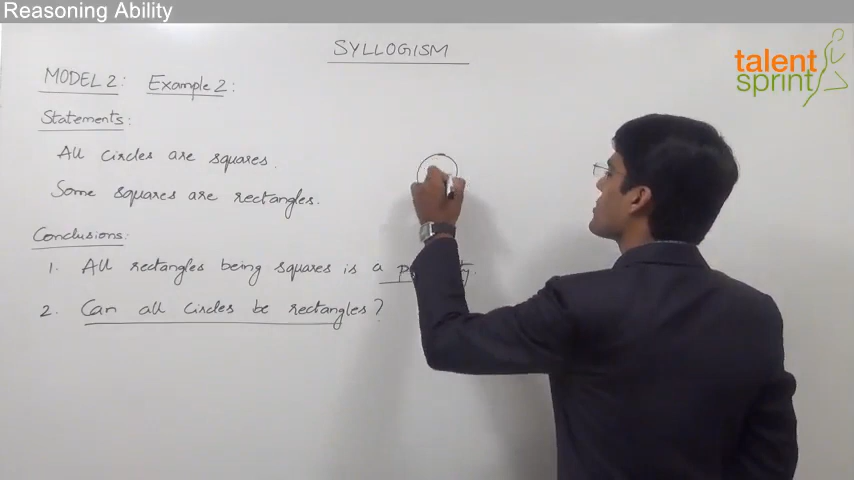 Reasoning Ability
SYLLOGISM
talent
sprint
MODEL 2: Example 2:
Statements:
All circles are squares.
Some squares are rectangles.
Conclusions:
1. All rectangles being squares is a
2. Can all circles be rectangles?